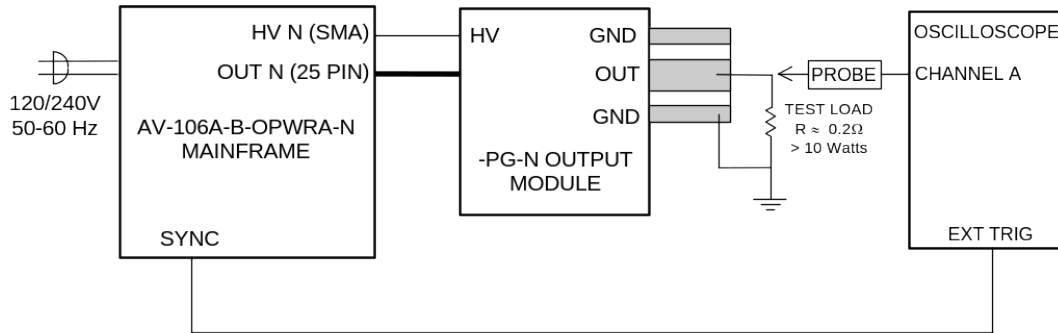 120/240V
50-60 Hz
HV N (SMA)
OUT N (25 PIN)
AV-106A-B-OPWRA-N
MAINFRAME
SYNC
HV
GND
OUT
GND
-PG-N OUTPUT
MODULE
PROBE
TEST LOAD
R ≈ 0.2Ω
> 10 Watts
OSCILLOSCOPE
CHANNEL A
EXT TRIG